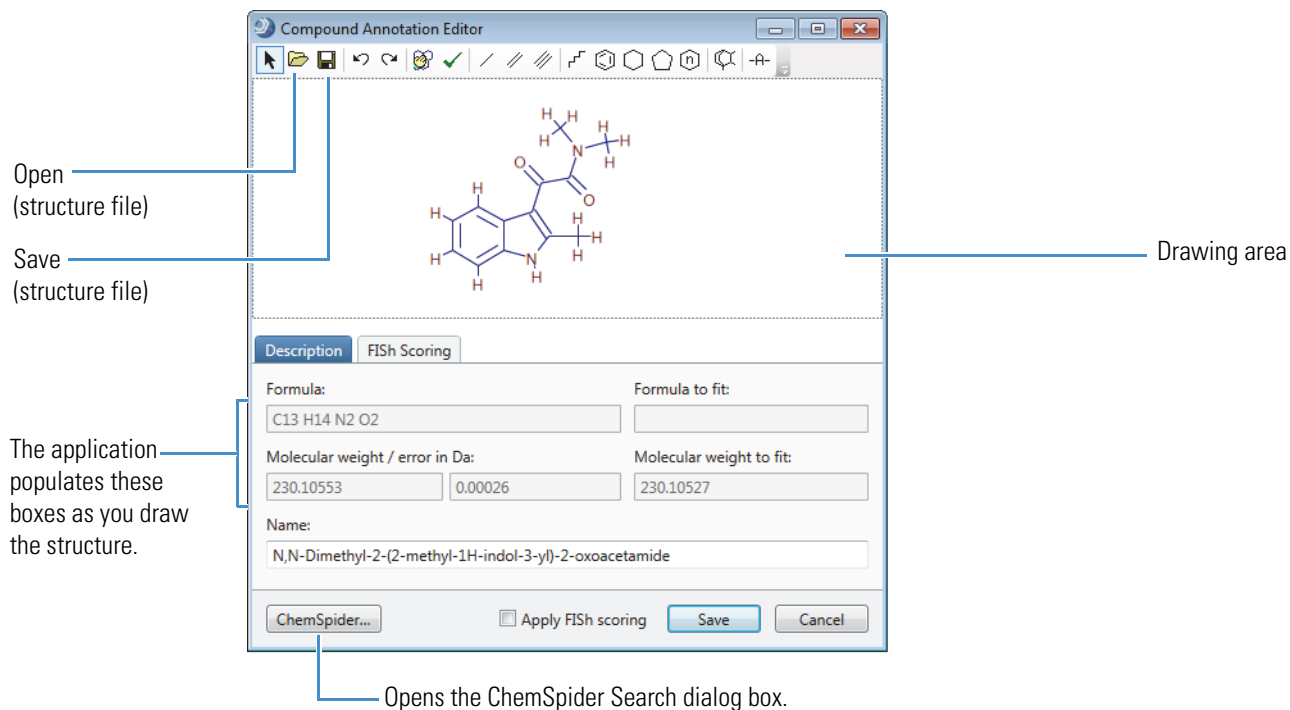 Compound Annotation Editor
n
-A-
H H
H H
H N H
O H
H O
H H
H
H N H
H H
Open
(structure file)
Save
(structure file)
Drawing area
Description FISh Scoring
Formula: Formula to fit:
C13 H14 N2 O2
Molecular weight / error in Da: Molecular weight to fit:
230.10553 0.00026 230.10527
Name:
N,N-Dimethyl-2-(2-methyl-1H-indol-3-yl)-2-oxoacetamide
The application
populates these
boxes as you draw
the structure.
ChemSpider... Apply FISh scoring Save Cancel
Opens the ChemSpider Search dialog box.